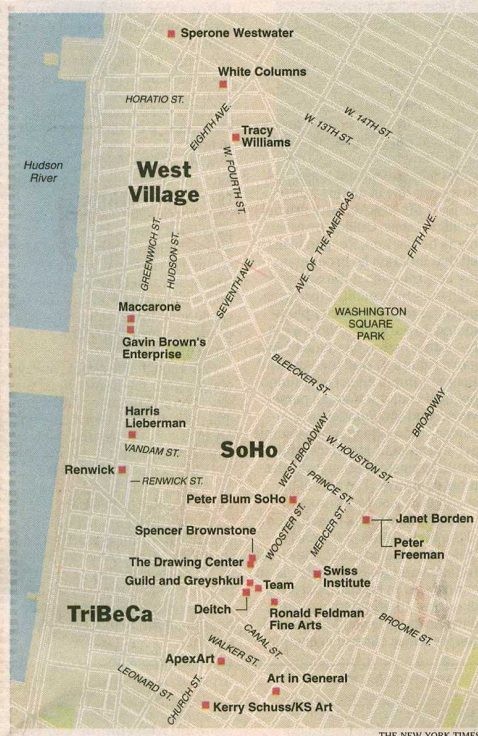 Sperone Westwater
White Columns
HORATIO ST.
EIGHTH AVE.
W. 14TH ST.
W. 13TH ST.
Tracy
Williams
Hudson
River
West
Village
W. FOURTH ST.
GREENWICH ST.
HUDSON ST.
SEVENTH AVE.
AVE. OF THE AMERICAS
FIFTH AVE.
Maccarone
Gavin Brown's
Enterprise
WASHINGTON
SQUARE
PARK
BLEECKER ST.
BROADWAY
Harris
Lieberman
VANDAM ST.
SoHo
WEST BROADWAY
W. HOUSTON ST.
Renwick
RENWICK ST.
PRINCE ST.
Peter Blum SoHo
WOOSTER ST.
MERCER ST.
Janet Borden
Peter
Freeman
Spencer Brownstone
The Drawing Center
Guild and Greyshkul
Team
Swiss
Institute
Deitch
Ronald Feldman
Fine Arts
TriBeCa
BROOME ST.
CANAL ST.
WALKER ST.
ApexArt
LEONARD ST.
CHURCH ST.
Art in General
Kerry Schuss/KS Art
THE NEW YORK TIMES